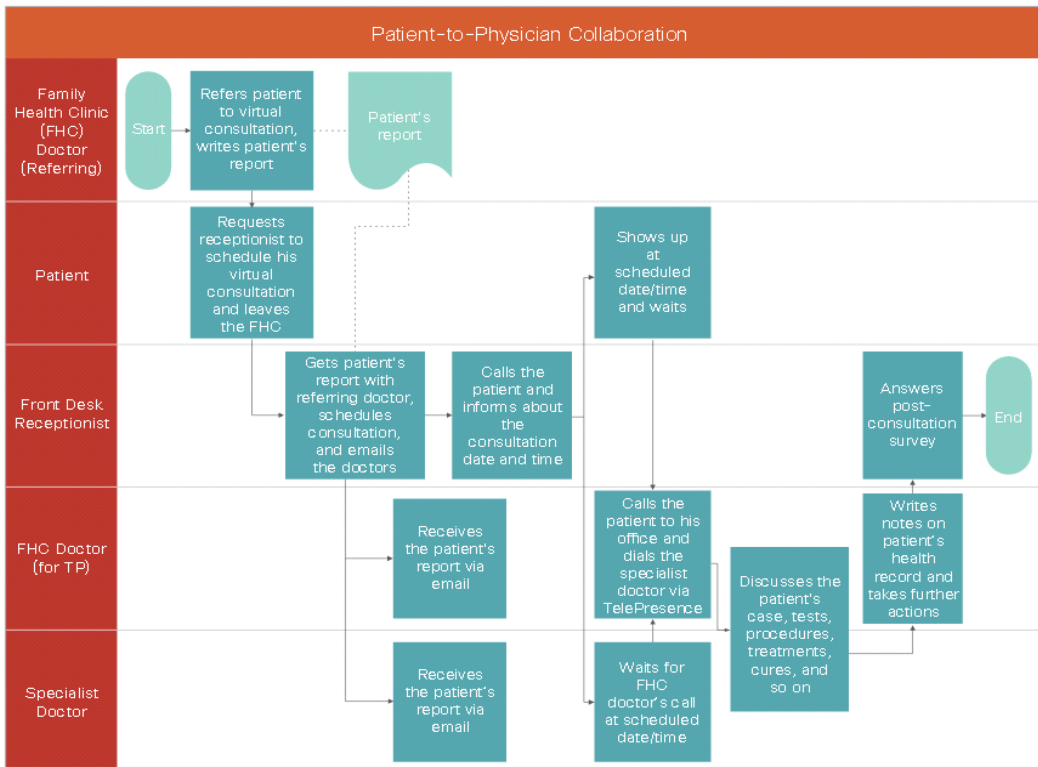 Patient-to-Physician Collaboration
Family
Health Clinic
(FHC)
Doctor
(Referring)
Start
Refers patient
to virtual
consultation,
writes patient's
report
Patient's
report
Patient
Requests
receptionist to
schedule his
virtual
consultation
and leaves
the FHC
Shows up
at
scheduled
date/time
and waits
Front Desk
Receptionist
Gets patient's
report with
referring doctor,
schedules
consultation,
and emails
the doctors
Calls the
patient and
informs about
the
consultation
date and time
Answers
post-
consultation
survey
End
FHC Doctor
(for TP)
Receives
the patient's
report via
email
Calls the
patient to his
office and
dials the
specialist
doctor via
TelePresence
Discusses the
patient's
case, tests,
procedures,
treatments,
cures, and
so on
Writes
notes on
patient's
health
record and
takes further
actions
Specialist
Doctor
Receives
the patient's
report via
email
Waits for
FHC
doctor's call
at scheduled
date/time